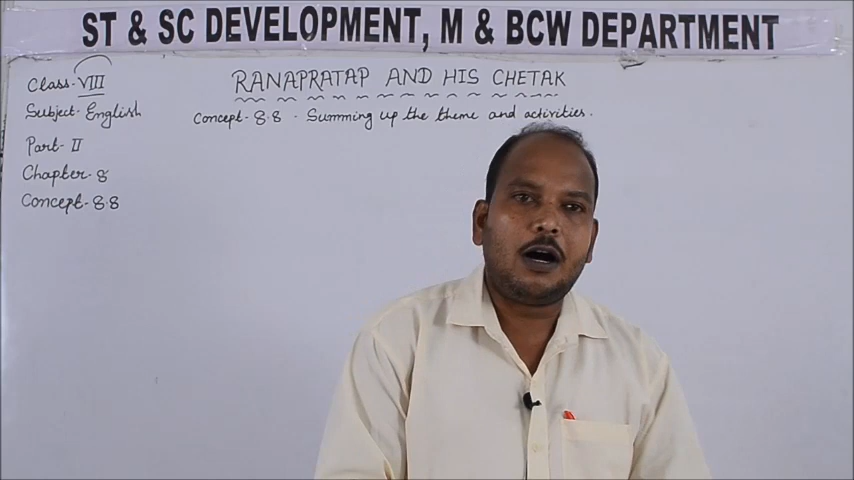 ST & SC DEVELOPMENT, M & BCW DEPARTMENT
Class-VIII
Subject-English
Part-II
Chapter-8
Concept-8.8
RANAPRATAP AND HIS CHETAK
Concept-8.8 . Summing up the theme and activities.